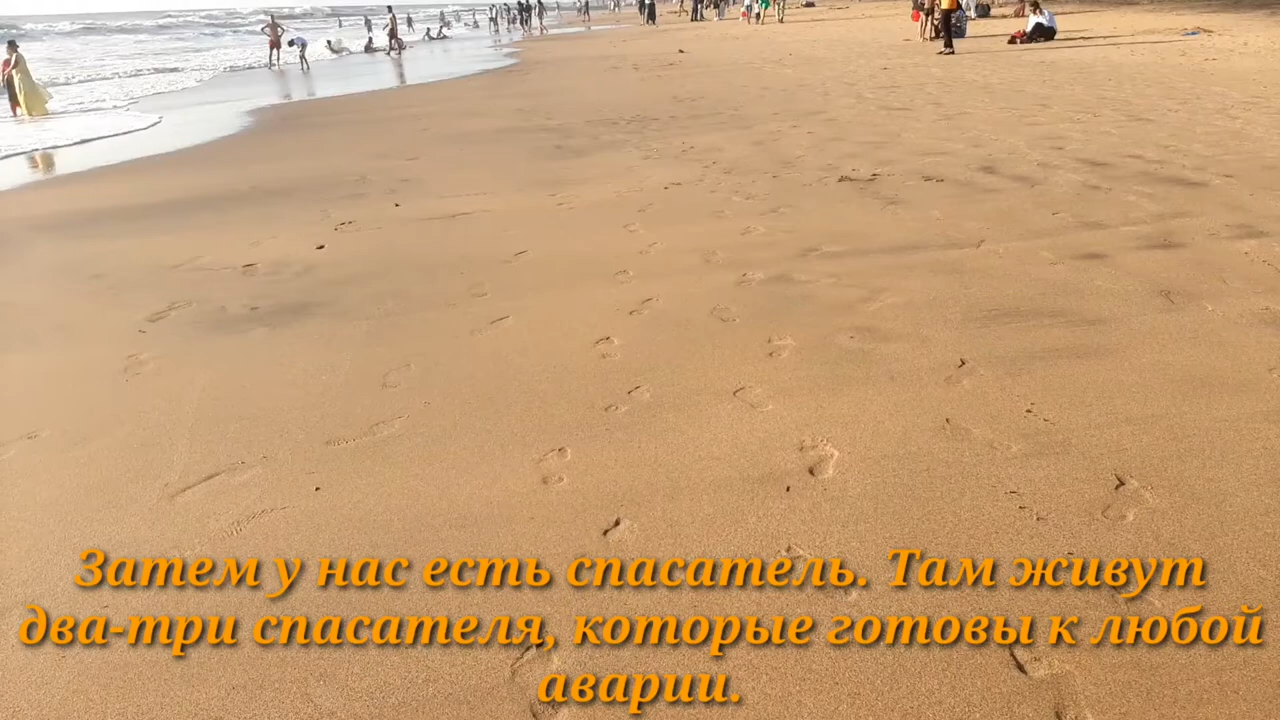 Затем у нас есть спасатель. Там живут
два-три спасателя, которые готовы к любой
аварии.